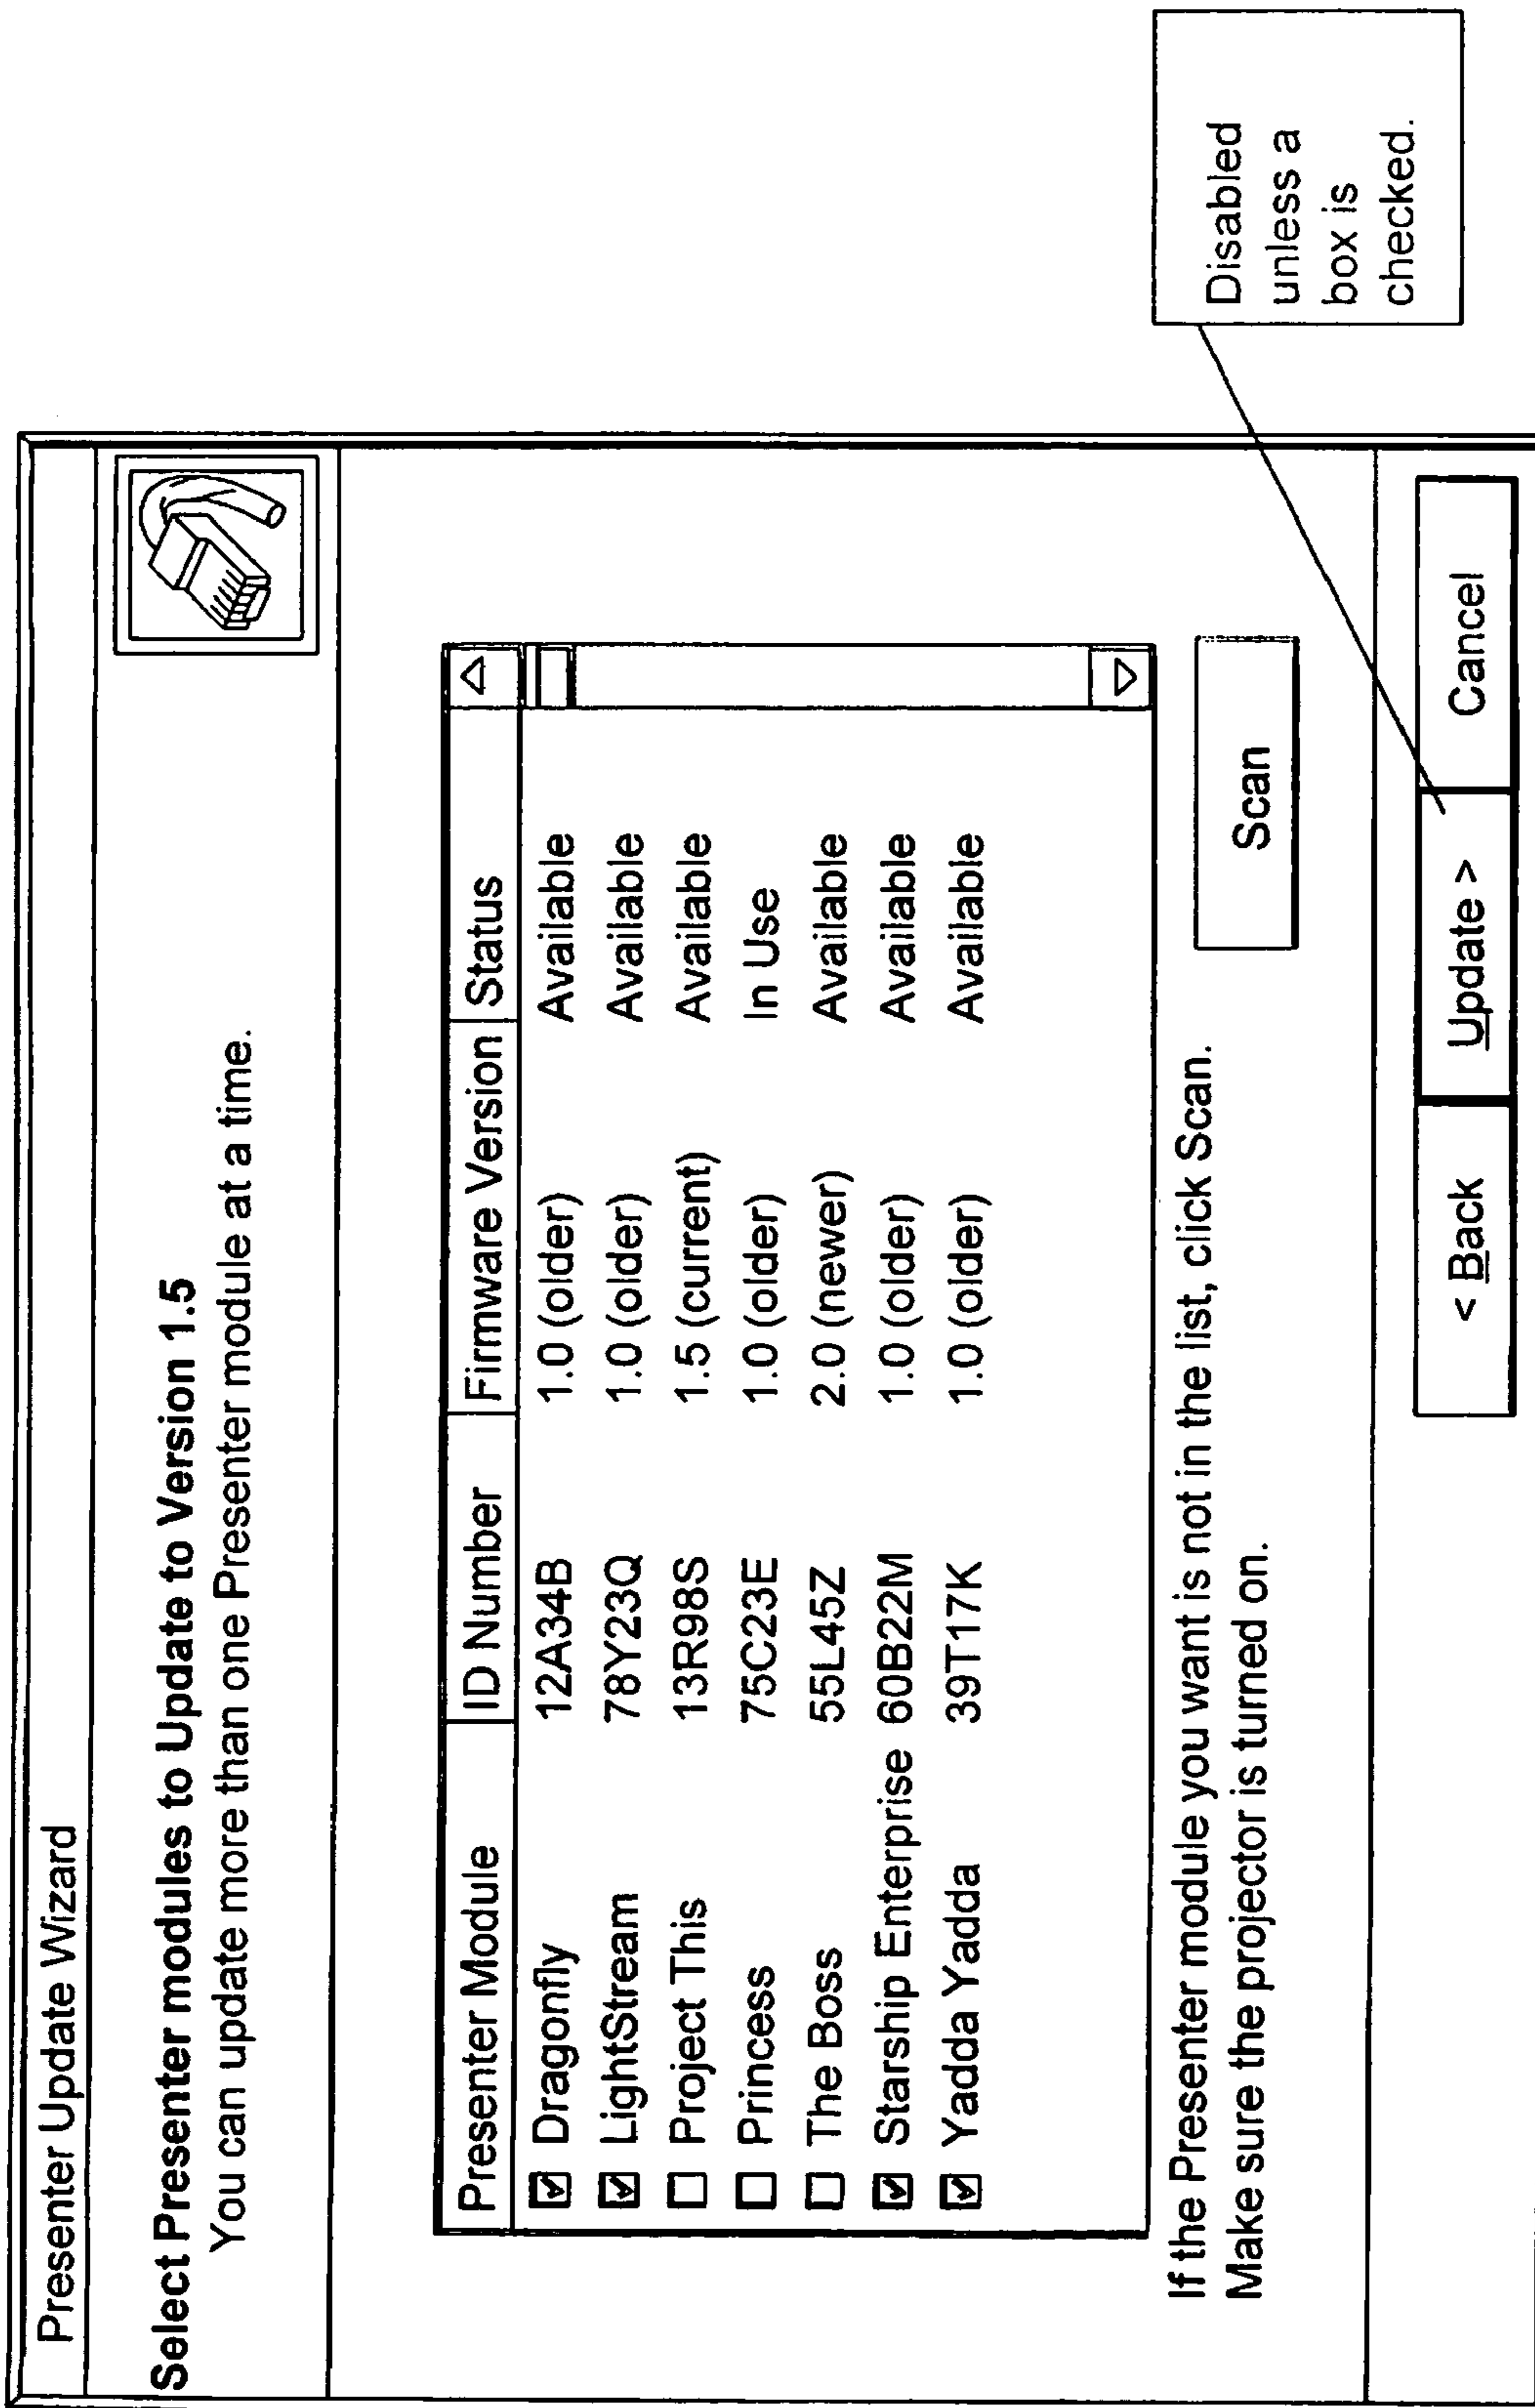 Presenter Update Wizard
Select Presenter modules to Update to Version 1.5
You can update more than one Presenter module at a time.
Presenter Module ID Number Firmware Version Status
Dragonfly 12A34B 1.0 (older) Available
LightStream 78Y23Q 1.0 (older) Available
Project This 13R98S 1.5 (current) Available
Princess 75C23E 1.0 (older) In Use
The Boss 55L45Z 2.0 (newer) Available
Starship Enterprise 60B22M 1.0 (older) Available
Yadda Yadda 39T17K 1.0 (older) Available
If the Presenter module you want is not in the list, click Scan.
Make sure the projector is turned on.
Scan
< Back Update > Cancel
Disabled
unless a
box is
checked.